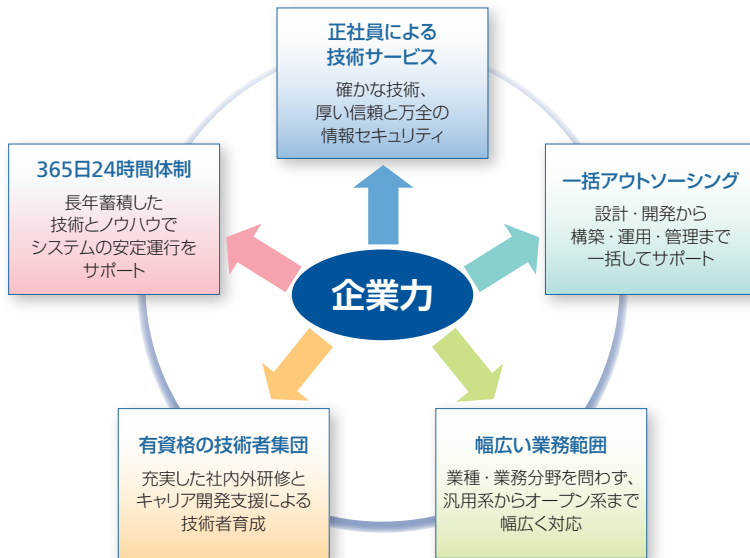 正社員による
技術サービス
確かな技術、
厚い信頼と万全の
情報セキュリティ
365日24時間体制
長年蓄積した
技術とノウハウで
システムの安定運行を
サポート
一括アウトソーシング
設計・開発から
構築・運用・管理まで
一括してサポート
企業力
有資格の技術者集団
充実した社内外研修と
キャリア開発支援による
技術者育成
幅広い業務範囲
業種・業務分野を問わず、
汎用系からオープン系まで
幅広く対応